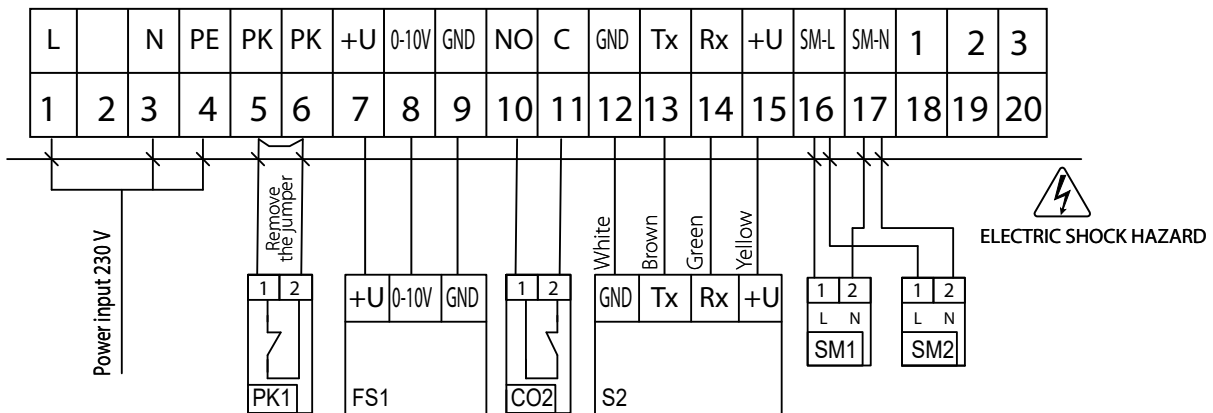 L N PE PK PK +U 0-10V GND NO C GND Tx Rx +U SM-L SM-N 1 2 3
1 2 3 4 5 6 7 8 9 10 11 12 13 14 15 16 17 18 19 20
Power input 230 V
Remove
the jumper
White
Brown
Green
Yellow
ELECTRIC SHOCK HAZARD
1 2
PK1
+U 0-10V GND
FS1
1 2
CO2
GND Tx Rx +U
S2
1 2
L N
SM1
1 2
L N
SM2